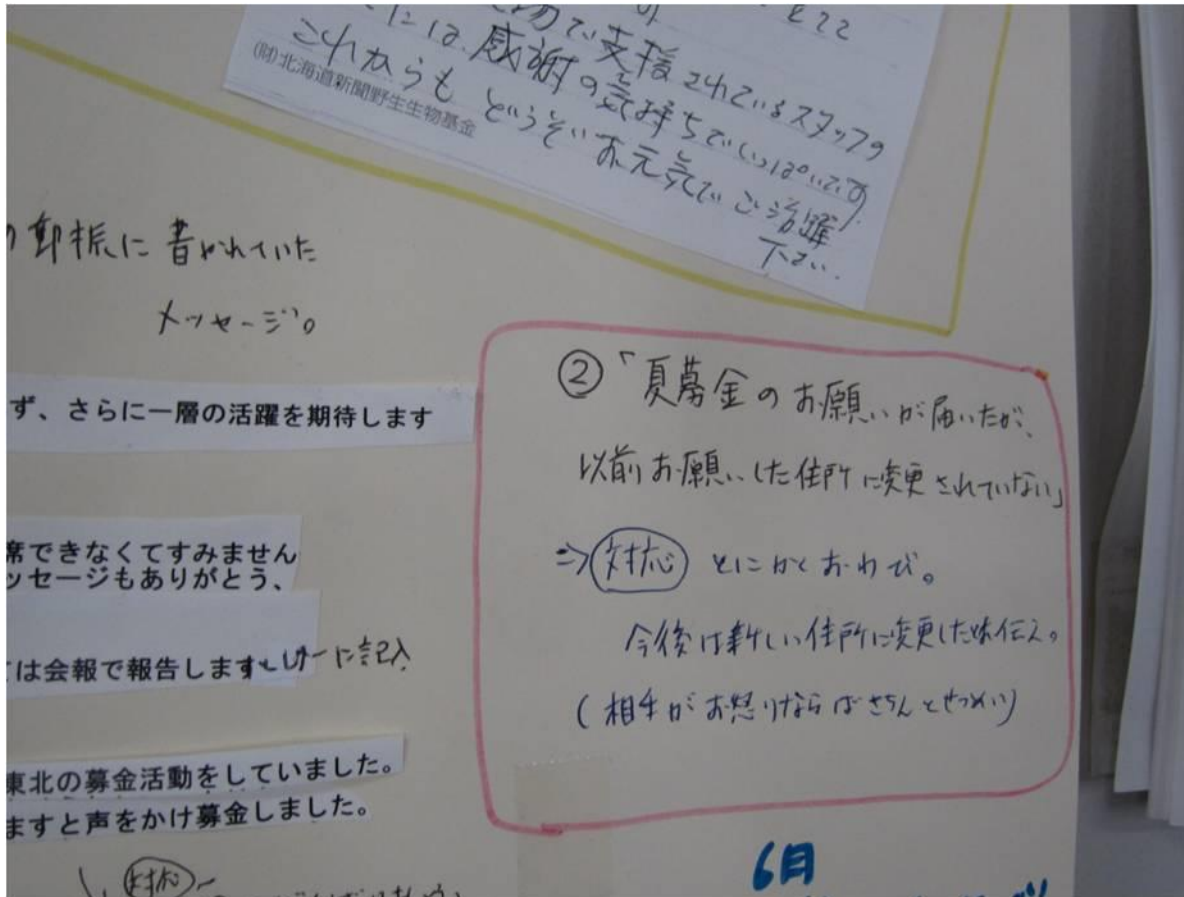 とても
の
場で支援されているスタッフの
には、感謝の気持ちでいっぱいです
これからも どうぞ お元気で ご活躍
下さい.
(財)北海道新聞野生生物基金
の郵振に書かれていた
メッセージ。
ず、さらに一層の活躍を期待します
席できなくてすみません
ッセージもありがとう、
は会報で報告します
に記入
東北の募金活動をしていました。
ますと声をかけ募金しました。
対応
②「夏募金のお願いが届いたが、
以前お願いした住所に変更されていない」
⇒対応 とにかくおわび。
今後は新しい住所に変更した旨伝え。
(相手がお怒りならばきちんとせつめい)
6月